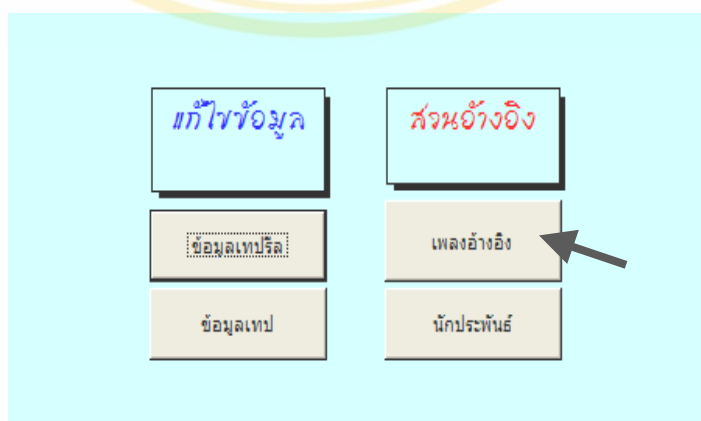 แก้ไขข้อมูล
ส่วนอ้างอิง
ข้อมูลเทปรีล
เพลงอ้างอิง
ข้อมูลเทป
นักประพันธ์